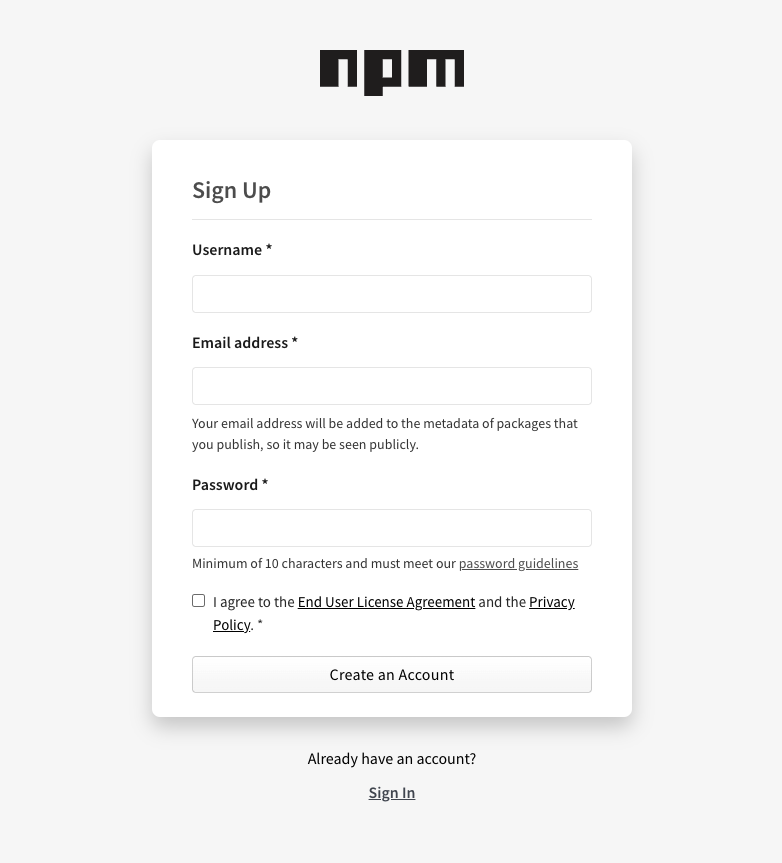 npm
Sign Up
Username *
Email address *
Your email address will be added to the metadata of packages that
you publish, so it may be seen publicly.
Password *
Minimum of 10 characters and must meet our password guidelines
I agree to the End User License Agreement and the Privacy
Policy. *
Create an Account
Already have an account?
Sign In